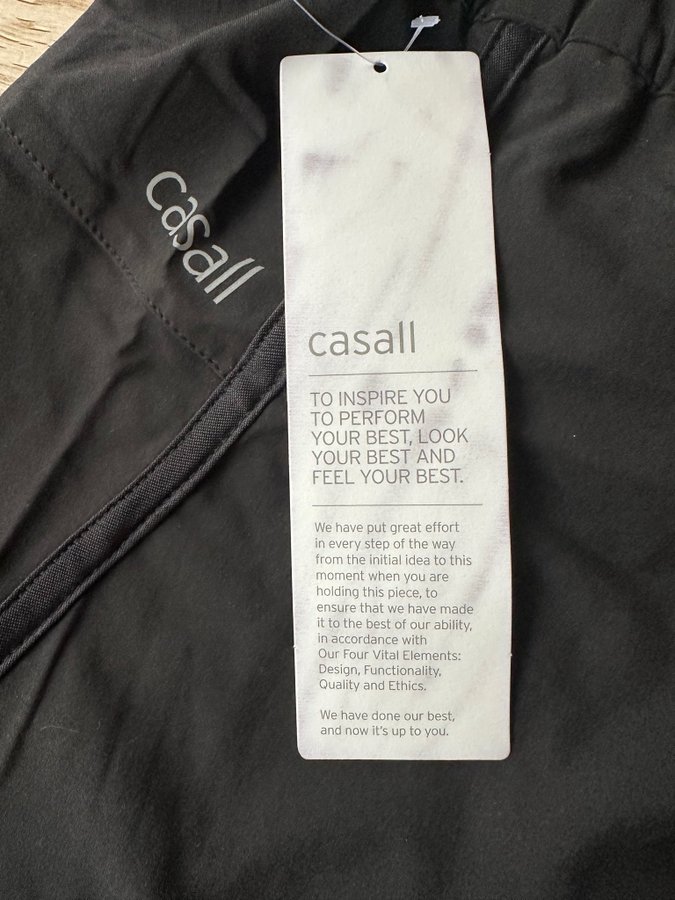 casall
casall
TO INSPIRE YOU
TO PERFORM
YOUR BEST, LOOK
YOUR BEST AND
FEEL YOUR BEST.
We have put great effort
in every step of the way
from the initial idea to this
moment when you are
holding this piece, to
ensure that we have made
it to the best of our ability,
in accordance with
Our Four Vital Elements:
Design, Functionality,
Quality and Ethics.
We have done our best,
and now it's up to you.